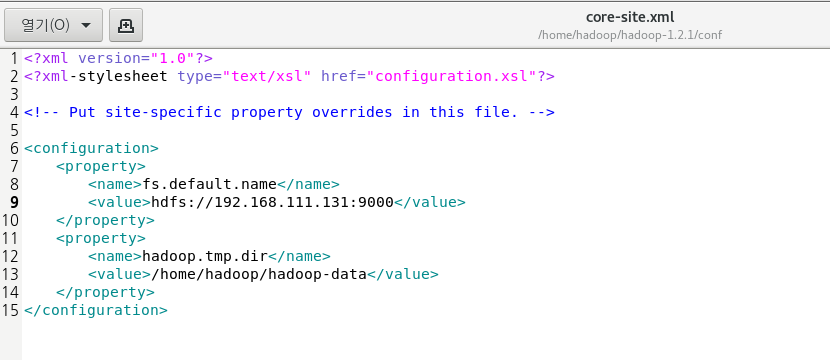 열기(O)
core-site.xml
/home/hadoop/hadoop-1.2.1/conf
1 <?xml version="1.0"?>
2 <?xml-stylesheet type="text/xsl" href="configuration.xsl"?>
3
4 <!-- Put site-specific property overrides in this file. -->
5
6 <configuration>
7     <property>
8         <name>fs.default.name</name>
9         <value>hdfs://192.168.111.131:9000</value>
10     </property>
11     <property>
12         <name>hadoop.tmp.dir</name>
13         <value>/home/hadoop/hadoop-data</value>
14     </property>
15 </configuration>